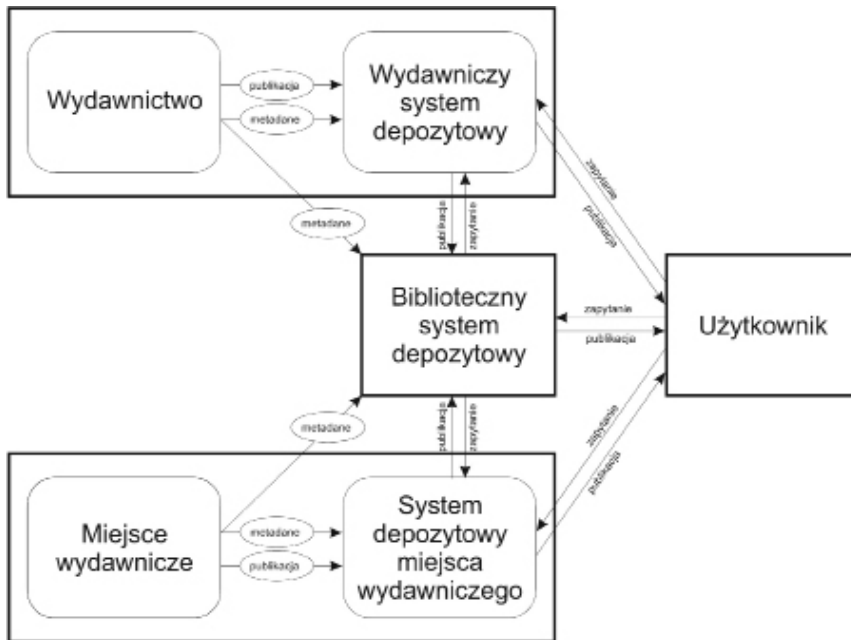 Wydawnictwo
publikacja
metadane
Wydawniczy
system
depozytowy
zapytanie
publikacja
metadane
publikacja
zapytanie
Biblioteczny
system
depozytowy
zapytanie
publikacja
Użytkownik
metadane
publikacja
zapytanie
zapytanie
publikacja
Miejsce
wydawnicze
metadane
publikacja
System
depozytowy
miejsca
wydawniczego